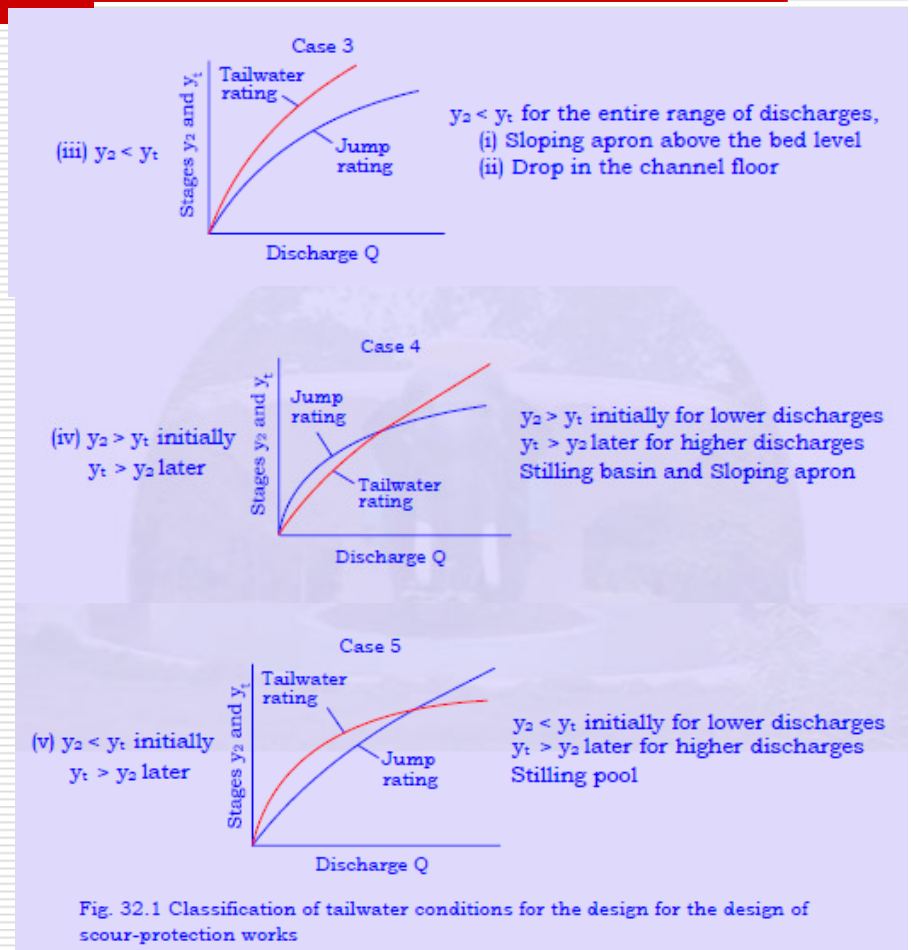 Case 3
Stages y₂ and yₜ
Tailwater
rating
Jump
rating
Discharge Q
(iii) y₂ < yₜ
y₂ < yₜ for the entire range of discharges,
(i) Sloping apron above the bed level
(ii) Drop in the channel floor
Case 4
Stages y₂ and yₜ
Jump
rating
Tailwater
rating
Discharge Q
(iv) y₂ > yₜ initially
yₜ > y₂ later
y₂ > yₜ initially for lower discharges
yₜ > y₂ later for higher discharges
Stilling basin and Sloping apron
Case 5
Stages y₂ and yₜ
Tailwater
rating
Jump
rating
Discharge Q
(v) y₂ < yₜ initially
yₜ > y₂ later
y₂ < yₜ initially for lower discharges
yₜ > y₂ later for higher discharges
Stilling pool
Fig. 32.1 Classification of tailwater conditions for the design for the design of
scour-protection works